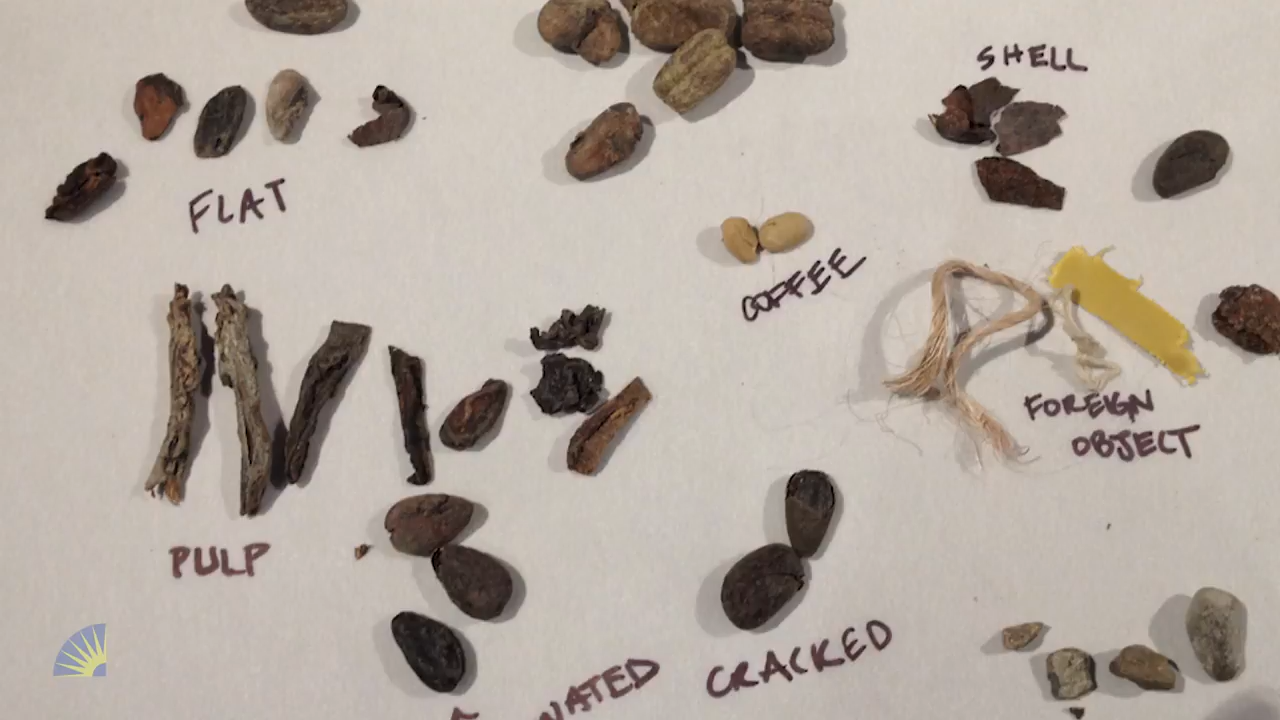 SHELL
FLAT
COFFEE
FOREIGN
OBJECT
PULP
CRACKED